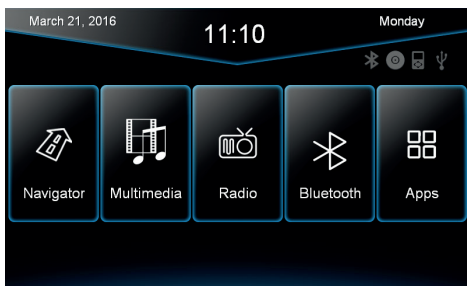 March 21, 2016
11:10
Monday
Navigator
Multimedia
Radio
Bluetooth
Apps